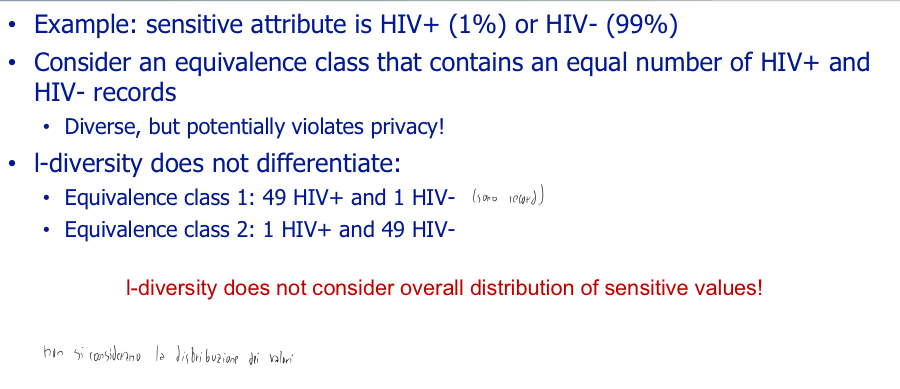 • Example: sensitive attribute is HIV+ (1%) or HIV- (99%)
• Consider an equivalence class that contains an equal number of HIV+ and
HIV- records
• Diverse, but potentially violates privacy!
• l-diversity does not differentiate:
• Equivalence class 1: 49 HIV+ and 1 HIV- (sono record)
• Equivalence class 2: 1 HIV+ and 49 HIV-
l-diversity does not consider overall distribution of sensitive values!
non si considerano la distribuzione dei valori